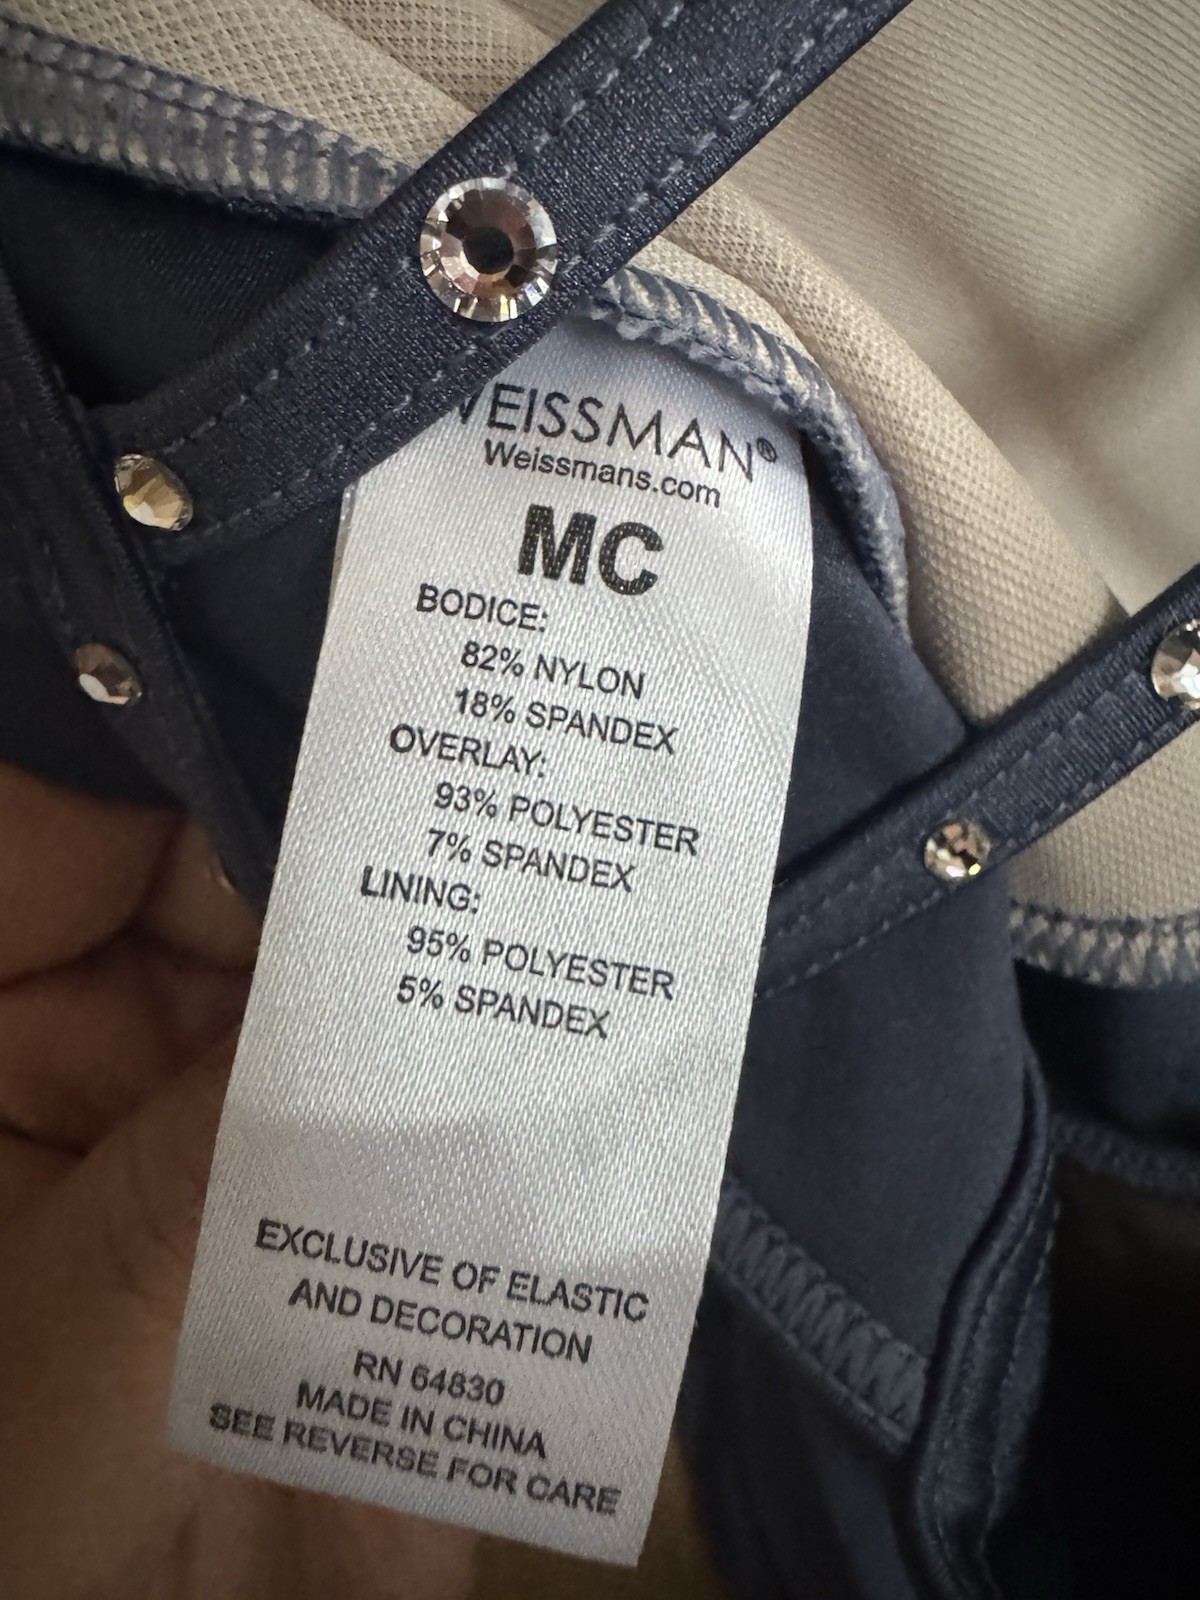 WEISSMAN®
Weissmans.com
MC
BODICE:
82% NYLON
18% SPANDEX
OVERLAY:
93% POLYESTER
7% SPANDEX
LINING:
95% POLYESTER
5% SPANDEX
EXCLUSIVE OF ELASTIC
AND DECORATION
RN 64830
MADE IN CHINA
SEE REVERSE FOR CARE